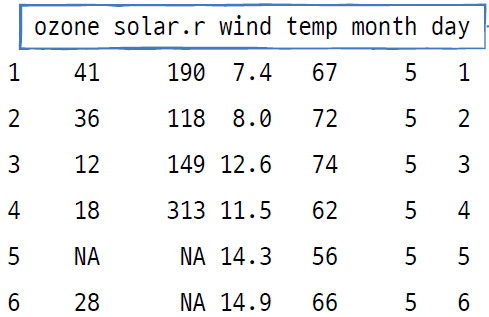 ozone solar.r wind temp month day
1 41 190 7.4 67 5 1
2 36 118 8.0 72 5 2
3 12 149 12.6 74 5 3
4 18 313 11.5 62 5 4
5 NA NA 14.3 56 5 5
6 28 NA 14.9 66 5 6